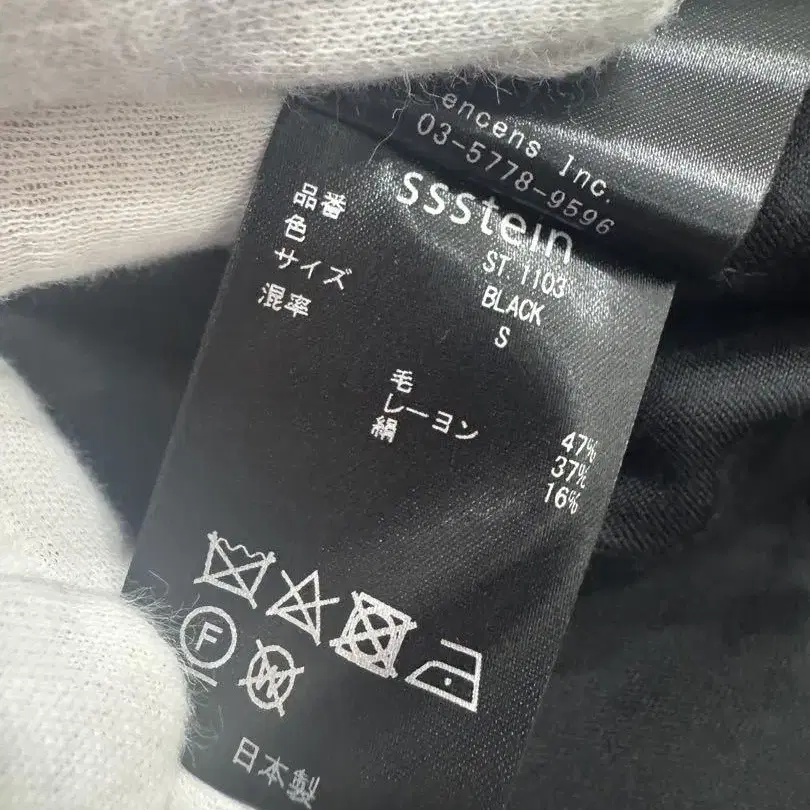 encens Inc.
03-5778-9596
ssstein
品番 ST.1103
色 BLACK
サイズ S
混率
毛 47%
レーヨン 37%
絹 16%
F
W
日本製